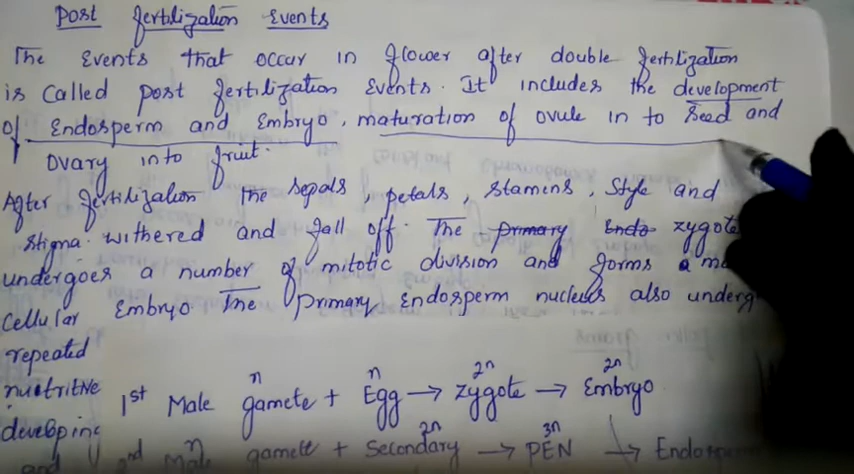 Post fertilization Events
The Events that occur in flower after double fertilization
is called post fertilization Events. It includes the development
of Endosperm and Embryo, maturation of ovule in to seed and
ovary into fruit.
After fertilization the sepals, petals, stamens, style and
stigma withered and fall off. The primary Endo zygote
undergoes a number of mitotic division and forms a
cellular Embryo. The primary Endosperm nucleus also
repeated
nutritive
n n 2n 2n
1st Male gamete + Egg → zygote → Embryo
developing
n 2n 3n
and 2nd Male gamete + Secondary → PEN → Endosperm